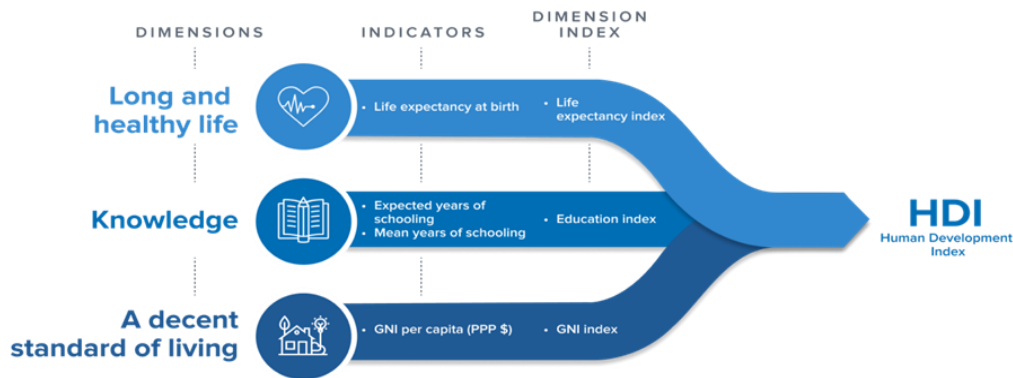 DIMENSIONS
INDICATORS
DIMENSION
INDEX
Long and
healthy life
• Life expectancy at birth
• Life
expectancy index
Knowledge
• Expected years of
schooling
• Mean years of schooling
• Education index
A decent
standard of living
• GNI per capita (PPP $)
• GNI index
HDI
Human Development
Index